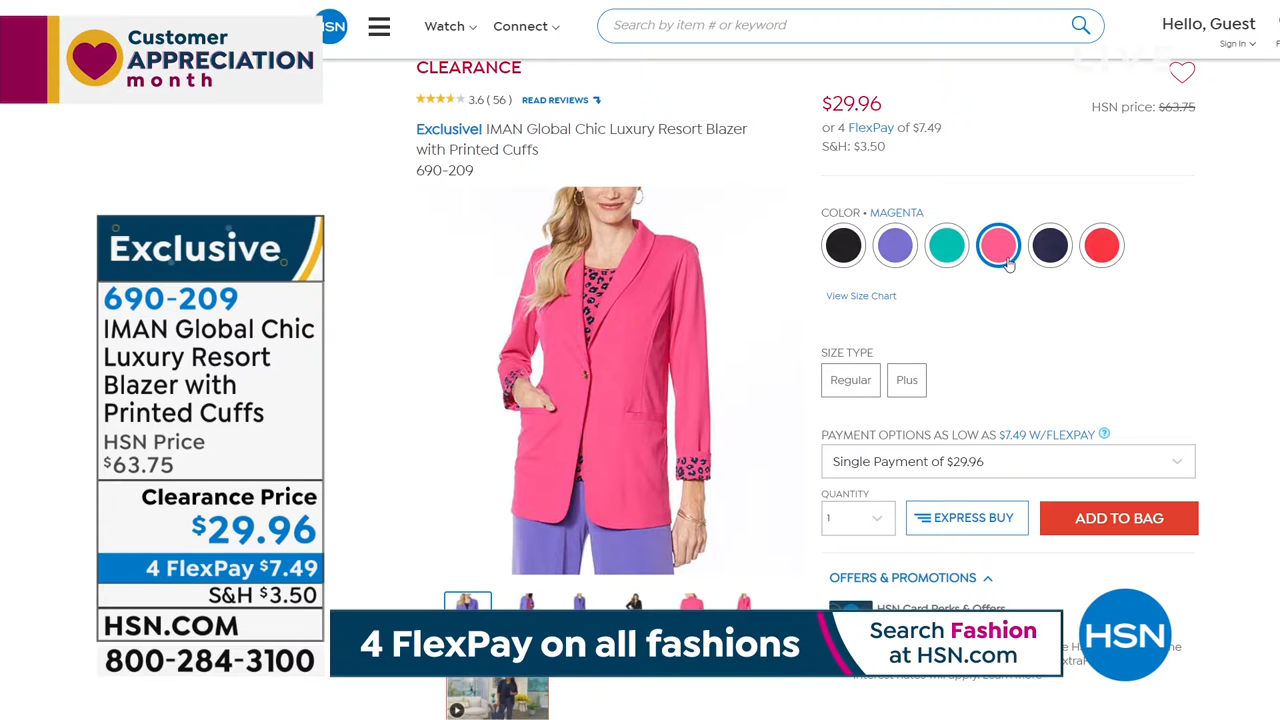 Customer
APPRECIATION
month
HSN
Watch
Connect
Search by item # or keyword
Hello, Guest
Sign In
LIVE
CLEARANCE
3.6 ( 56 )
READ REVIEWS
Exclusive! IMAN Global Chic Luxury Resort Blazer
with Printed Cuffs
690-209
$29.96
HSN price: $63.75
or 4 FlexPay of $7.49
S&H: $3.50
COLOR • MAGENTA
View Size Chart
SIZE TYPE
Regular
Plus
PAYMENT OPTIONS AS LOW AS $7.49 W/FLEXPAY ?
Single Payment of $29.96
QUANTITY
1
EXPRESS BUY
ADD TO BAG
OFFERS & PROMOTIONS
HSN Card Perks & Offers
Exclusive
690-209
IMAN Global Chic
Luxury Resort
Blazer with
Printed Cuffs
HSN Price
$63.75
Clearance Price
$29.96
4 FlexPay $7.49
S&H $3.50
HSN.COM
800-284-3100
4 FlexPay on all fashions
Search Fashion
at HSN.com
HSN